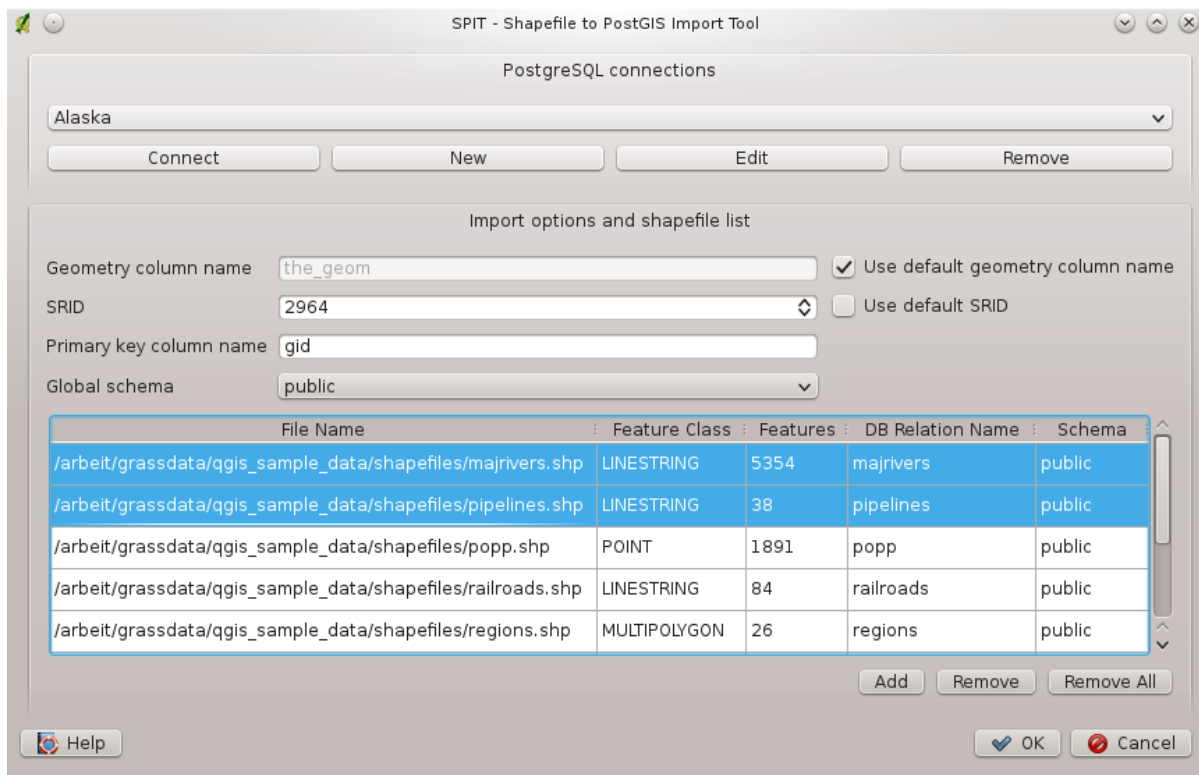 SPIT - Shapefile to PostGIS Import Tool
PostgreSQL connections
Alaska
Connect New Edit Remove
Import options and shapefile list
Geometry column name the_geom Use default geometry column name
SRID 2964 Use default SRID
Primary key column name gid
Global schema public
File Name Feature Class Features DB Relation Name Schema
/arbeit/grassdata/qgis_sample_data/shapefiles/majrivers.shp LINESTRING 5354 majrivers public
/arbeit/grassdata/qgis_sample_data/shapefiles/pipelines.shp LINESTRING 38 pipelines public
/arbeit/grassdata/qgis_sample_data/shapefiles/popp.shp POINT 1891 popp public
/arbeit/grassdata/qgis_sample_data/shapefiles/railroads.shp LINESTRING 84 railroads public
/arbeit/grassdata/qgis_sample_data/shapefiles/regions.shp MULTIPOLYGON 26 regions public
Add Remove Remove All
Help OK Cancel